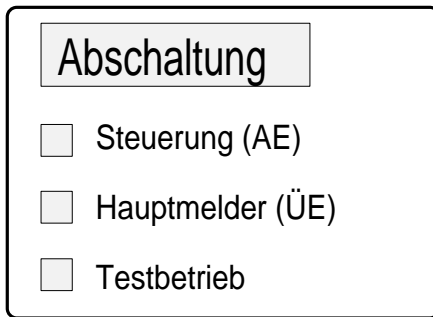 Abschaltung
Steuerung (AE)
Hauptmelder (ÜE)
Testbetrieb